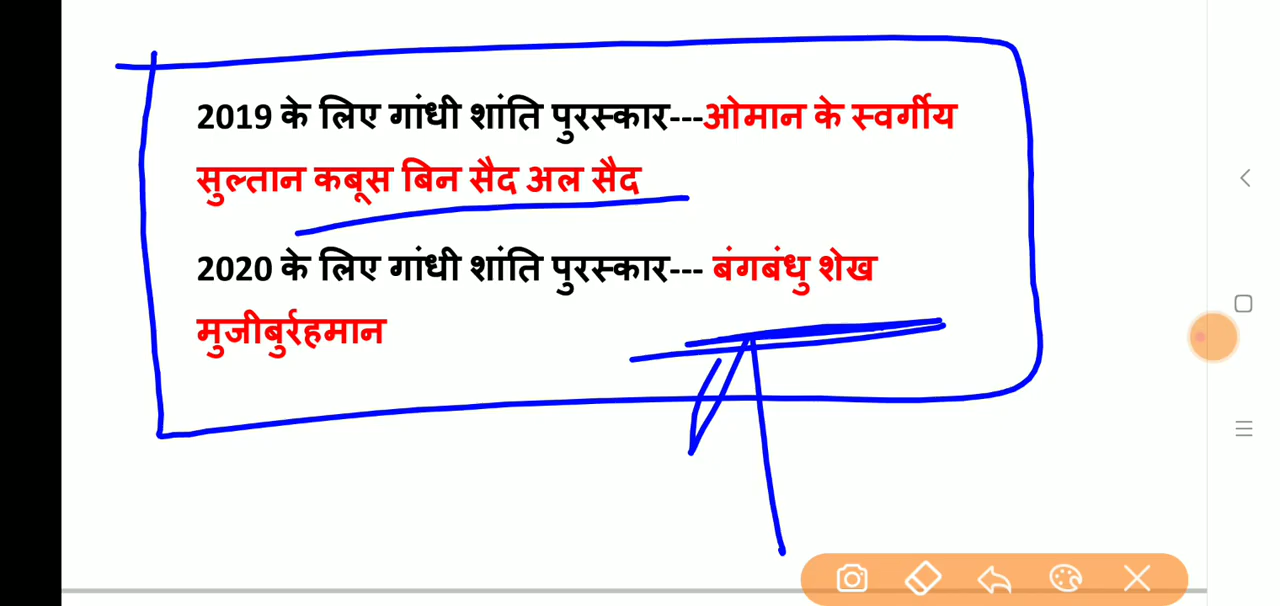 2019 के लिए गांधी शांति पुरस्कार---ओमान के स्वर्गीय
सुल्तान कबूस बिन सैद अल सैद
2020 के लिए गांधी शांति पुरस्कार--- बंगबंधु शेख
मुजीबुर्रहमान